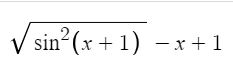 √(sin²(x + 1)) − x + 1